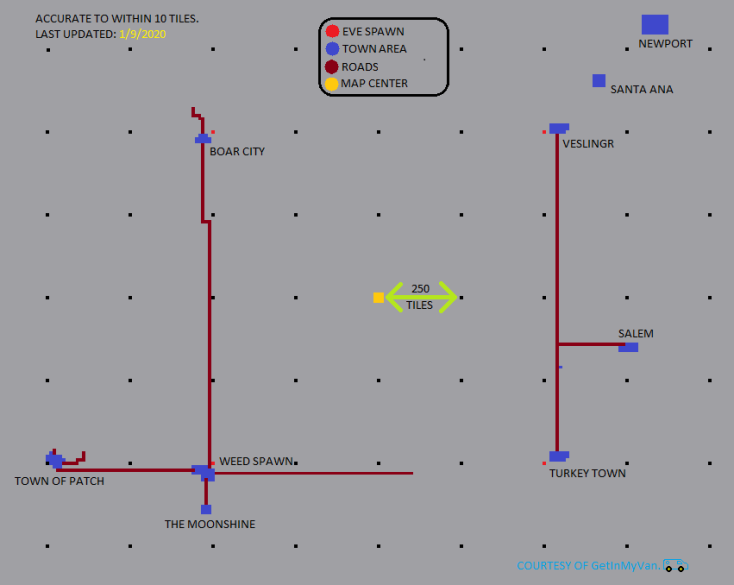 ACCURATE TO WITHIN 10 TILES.
LAST UPDATED: 1/9/2020
EVE SPAWN
TOWN AREA
ROADS
MAP CENTER
NEWPORT
SANTA ANA
BOAR CITY
VESLINGR
250
TILES
SALEM
WEED SPAWN
TOWN OF PATCH
TURKEY TOWN
THE MOONSHINE
COURTESY OF GetInMyVan.